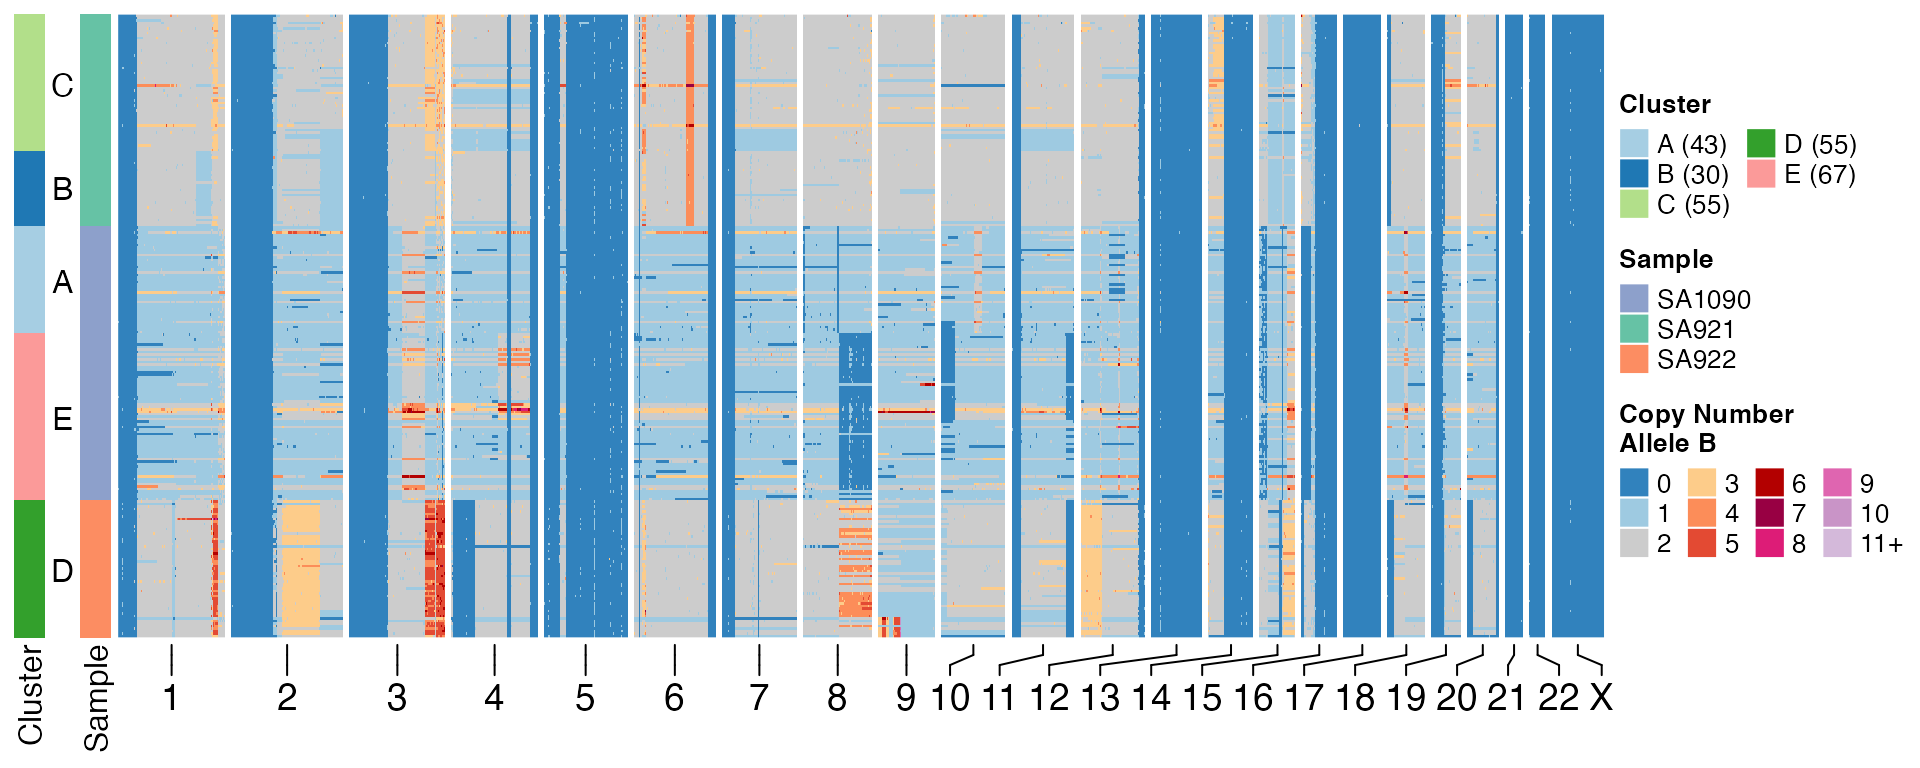 C
B
A
E
D
Cluster
Sample
1 2 3 4 5 6 7 8 9 10 11 12 13 14 15 16 17 18 19 20 21 22 X
Cluster
A (43) D (55)
B (30) E (67)
C (55)
Sample
SA1090
SA921
SA922
Copy Number
Allele B
0 3 6 9
1 4 7 10
2 5 8 11+